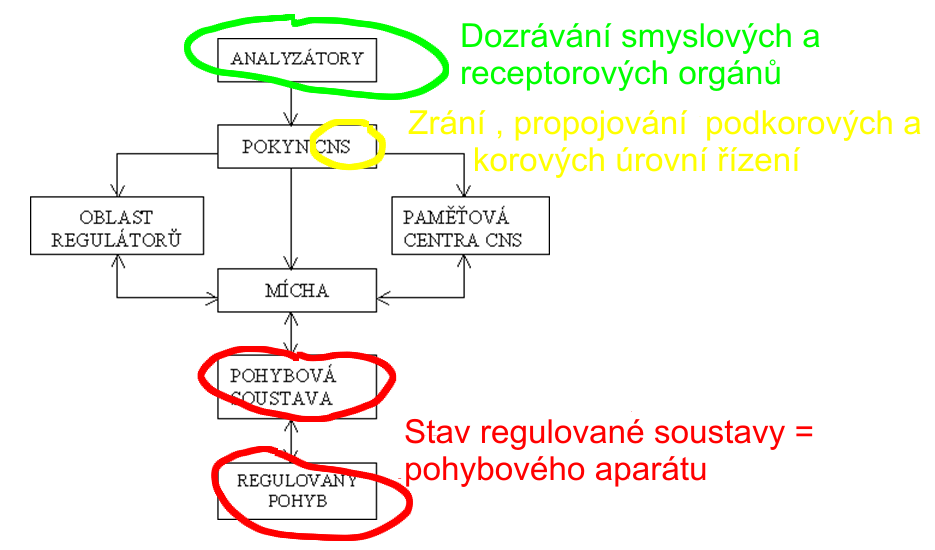 ANALYZÁTORY
Dozrávání smyslových a
receptorových orgánů
POKYN CNS
Zrání , propojování podkorových a
korových úrovní řízení
OBLAST
REGULÁTORŮ
PAMĚŤOVÁ
CENTRA CNS
MÍCHA
POHYBOVÁ
SOUSTAVA
Stav regulované soustavy =
pohybového aparátu
REGULOVANÝ
POHYB